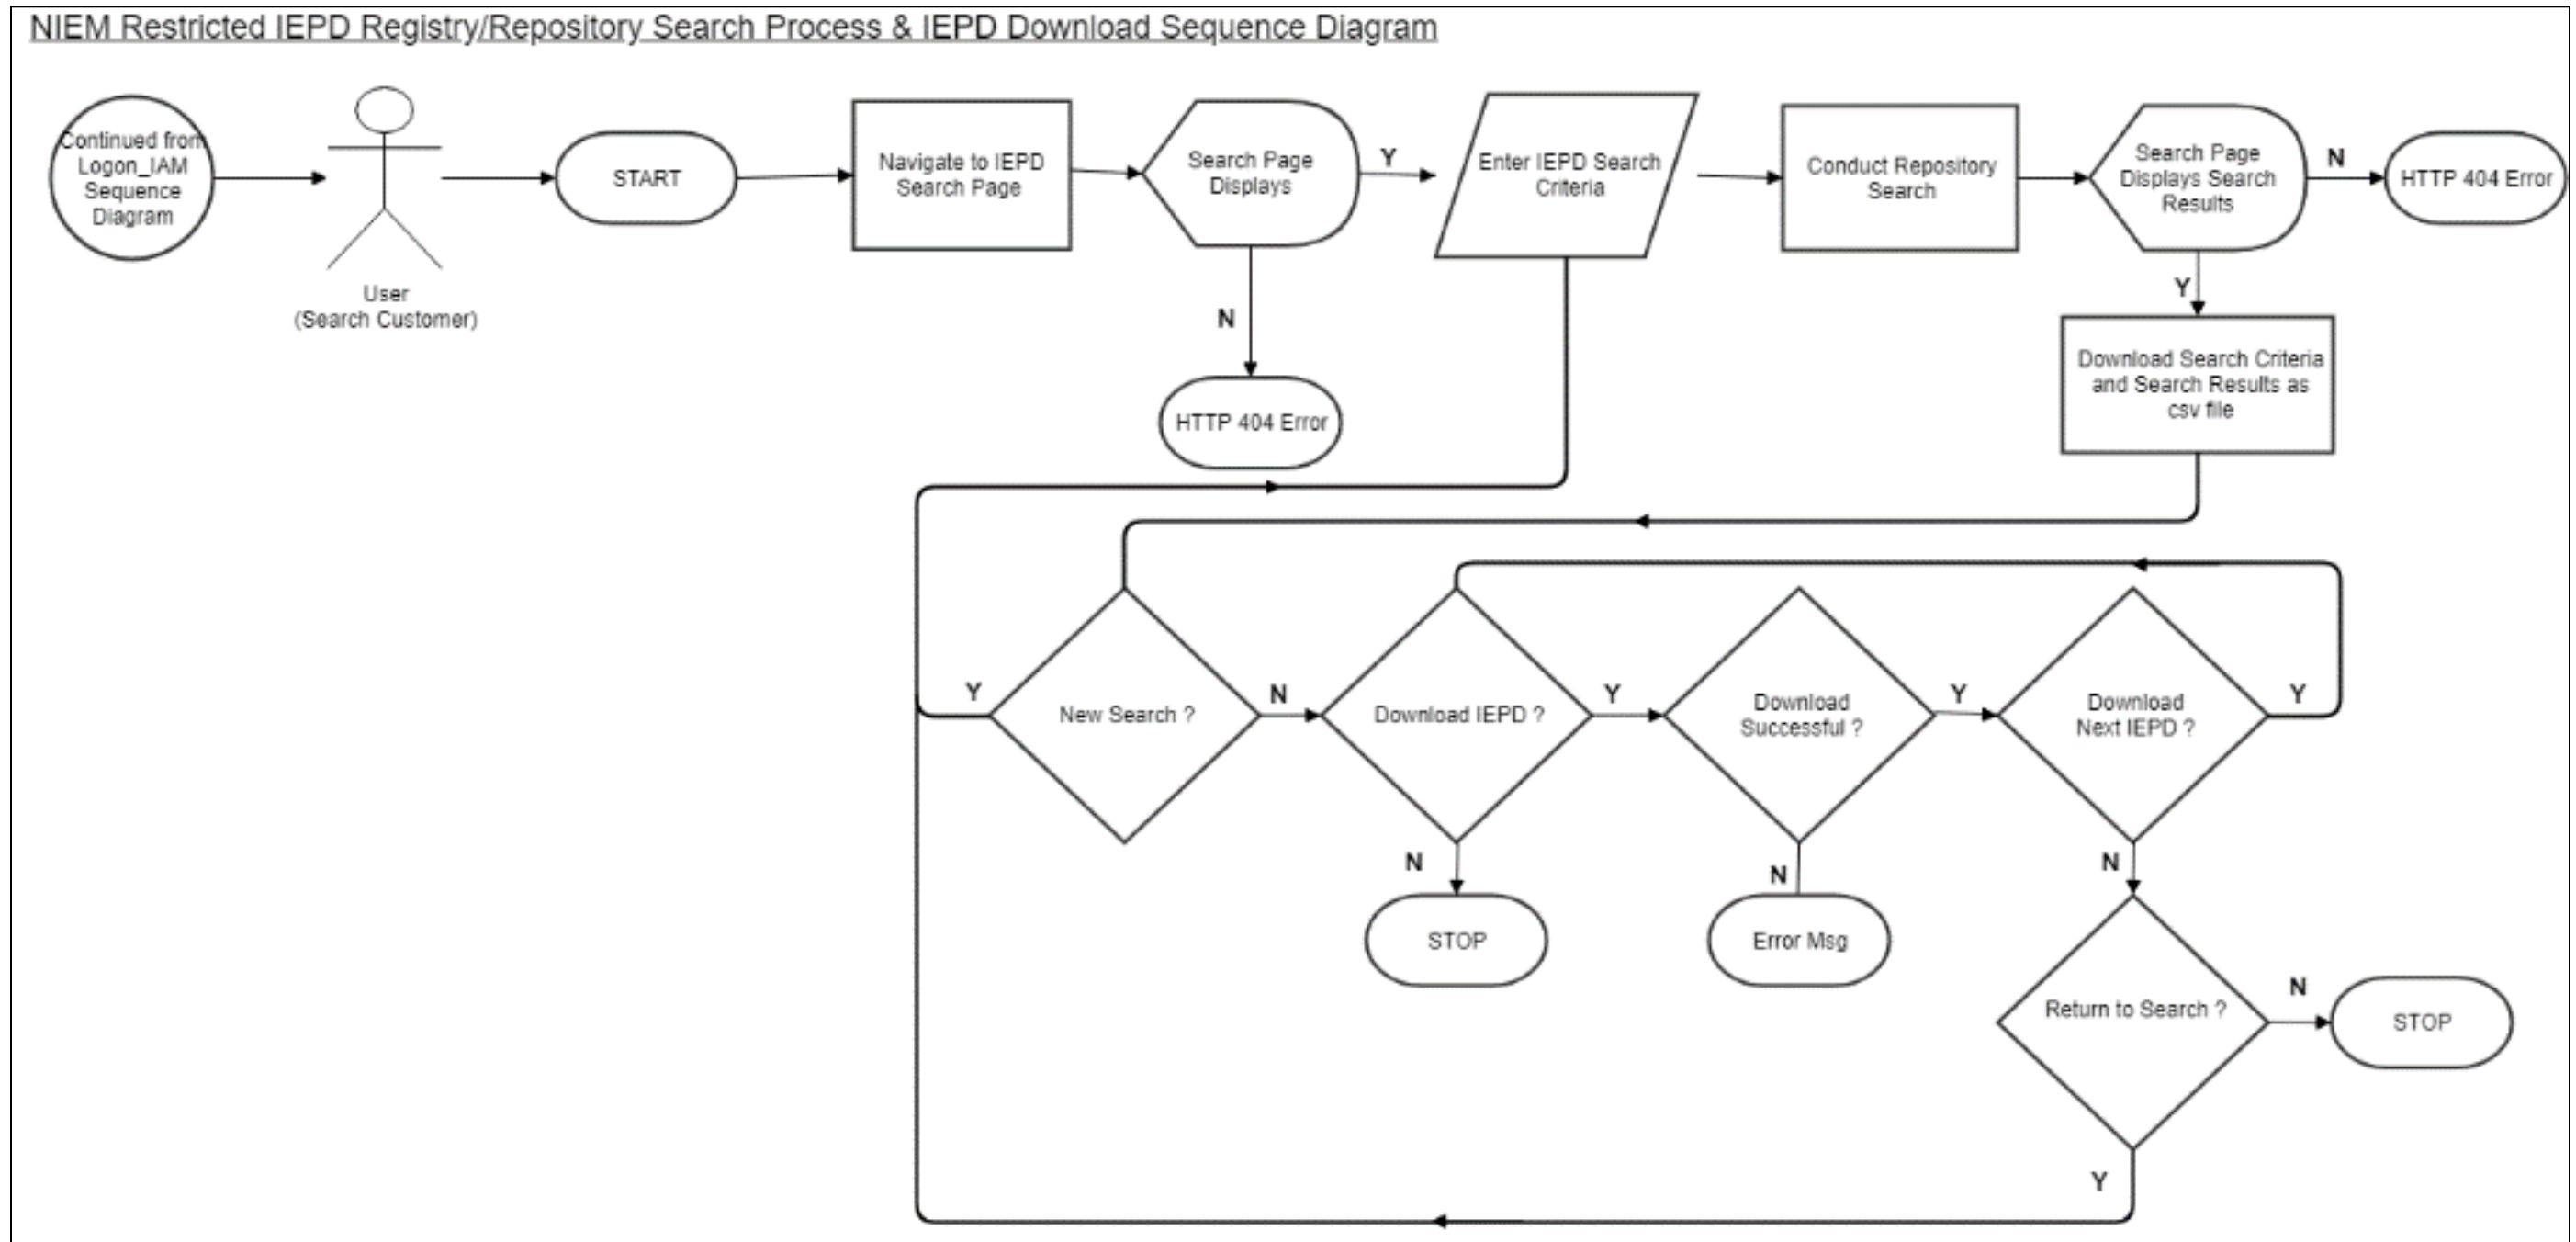 NIEM Restricted IEPD Registry/Repository Search Process & IEPD Download Sequence Diagram
Continued from
Logon_IAM
Sequence
Diagram
User
(Search Customer)
START
Navigate to IEPD
Search Page
Search Page
Displays
Y
N
HTTP 404 Error
Enter IEPD Search
Criteria
Conduct Repository
Search
Search Page
Displays Search
Results
N
HTTP 404 Error
Y
Download Search Criteria
and Search Results as
csv file
Y
New Search ?
N
Download IEPD ?
Y
Download
Successful ?
Y
Download
Next IEPD ?
Y
N
STOP
N
Error Msg
N
Return to Search ?
N
STOP
Y